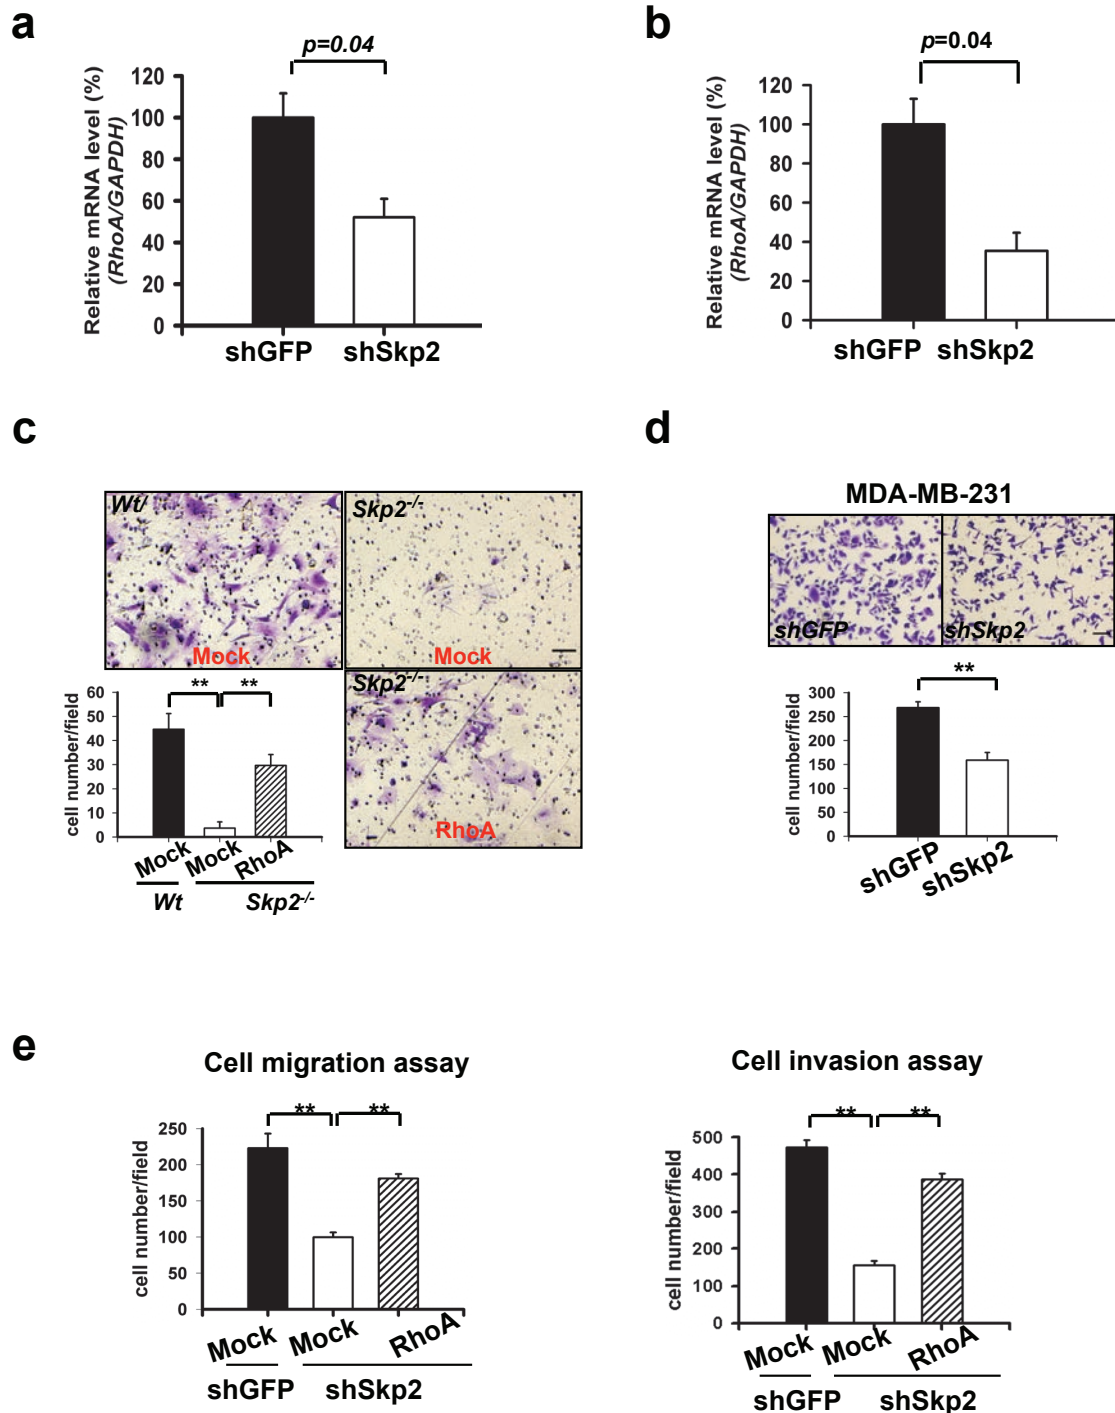 a
p=0.04
Relative mRNA level (%)
(RhoA/GAPDH)
120
100
80
60
40
20
0
shGFP
shSkp2
b
p=0.04
Relative mRNA level (%)
(RhoA/GAPDH)
120
100
80
60
40
20
0
shGFP
shSkp2
c
Wt/
Mock
Skp2-/-
Mock
Skp2-/-
RhoA
cell number/field
60
50
40
30
20
10
0
** **
Mock
Mock
RhoA
Wt
Skp2-/-
d
MDA-MB-231
shGFP
shSkp2
cell number/field
300
250
200
150
100
50
0
**
shGFP
shSkp2
e
Cell migration assay
** **
cell number/field
250
200
150
100
50
0
Mock
Mock
RhoA
shGFP
shSkp2
Cell invasion assay
** **
cell number/field
500
400
300
200
100
0
Mock
Mock
RhoA
shGFP
shSkp2